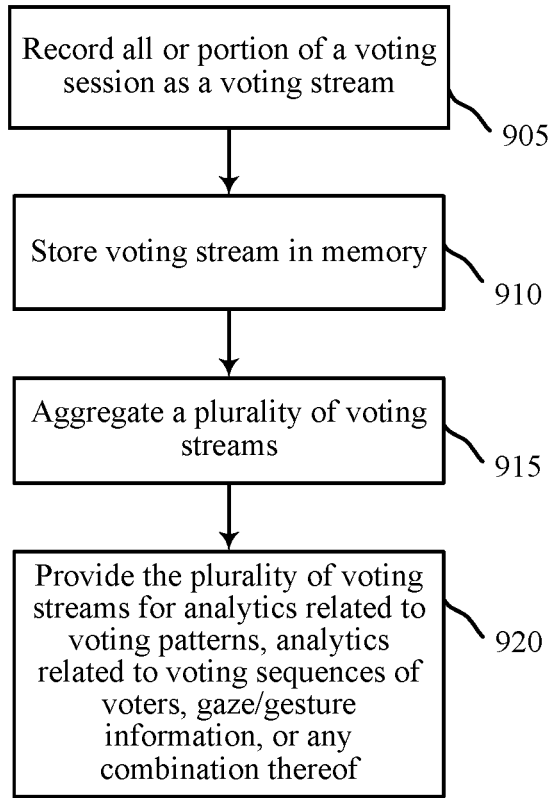 Record all or portion of a voting
session as a voting stream
905
Store voting stream in memory
910
Aggregate a plurality of voting
streams
915
Provide the plurality of voting
streams for analytics related to
voting patterns, analytics
related to voting sequences of
voters, gaze/gesture
information, or any
combination thereof
920